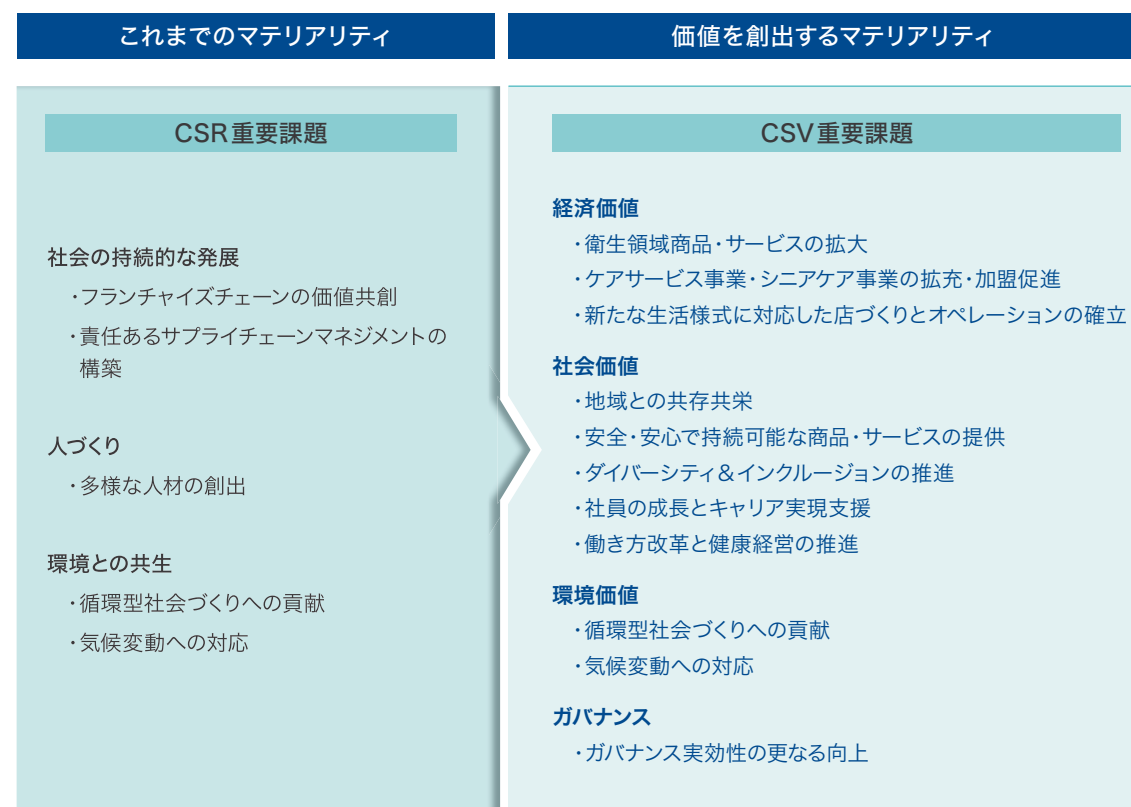 これまでのマテリアリティ
CSR重要課題
社会の持続的な発展
・フランチャイズチェーンの価値共創
・責任あるサプライチェーンマネジメントの
構築
人づくり
・多様な人材の創出
環境との共生
・循環型社会づくりへの貢献
・気候変動への対応
価値を創出するマテリアリティ
CSV重要課題
経済価値
・衛生領域商品・サービスの拡大
・ケアサービス事業・シニアケア事業の拡充・加盟促進
・新たな生活様式に対応した店づくりとオペレーションの確立
社会価値
・地域との共存共栄
・安全・安心で持続可能な商品・サービスの提供
・ダイバーシティ&インクルージョンの推進
・社員の成長とキャリア実現支援
・働き方改革と健康経営の推進
環境価値
・循環型社会づくりへの貢献
・気候変動への対応
ガバナンス
・ガバナンス実効性の更なる向上